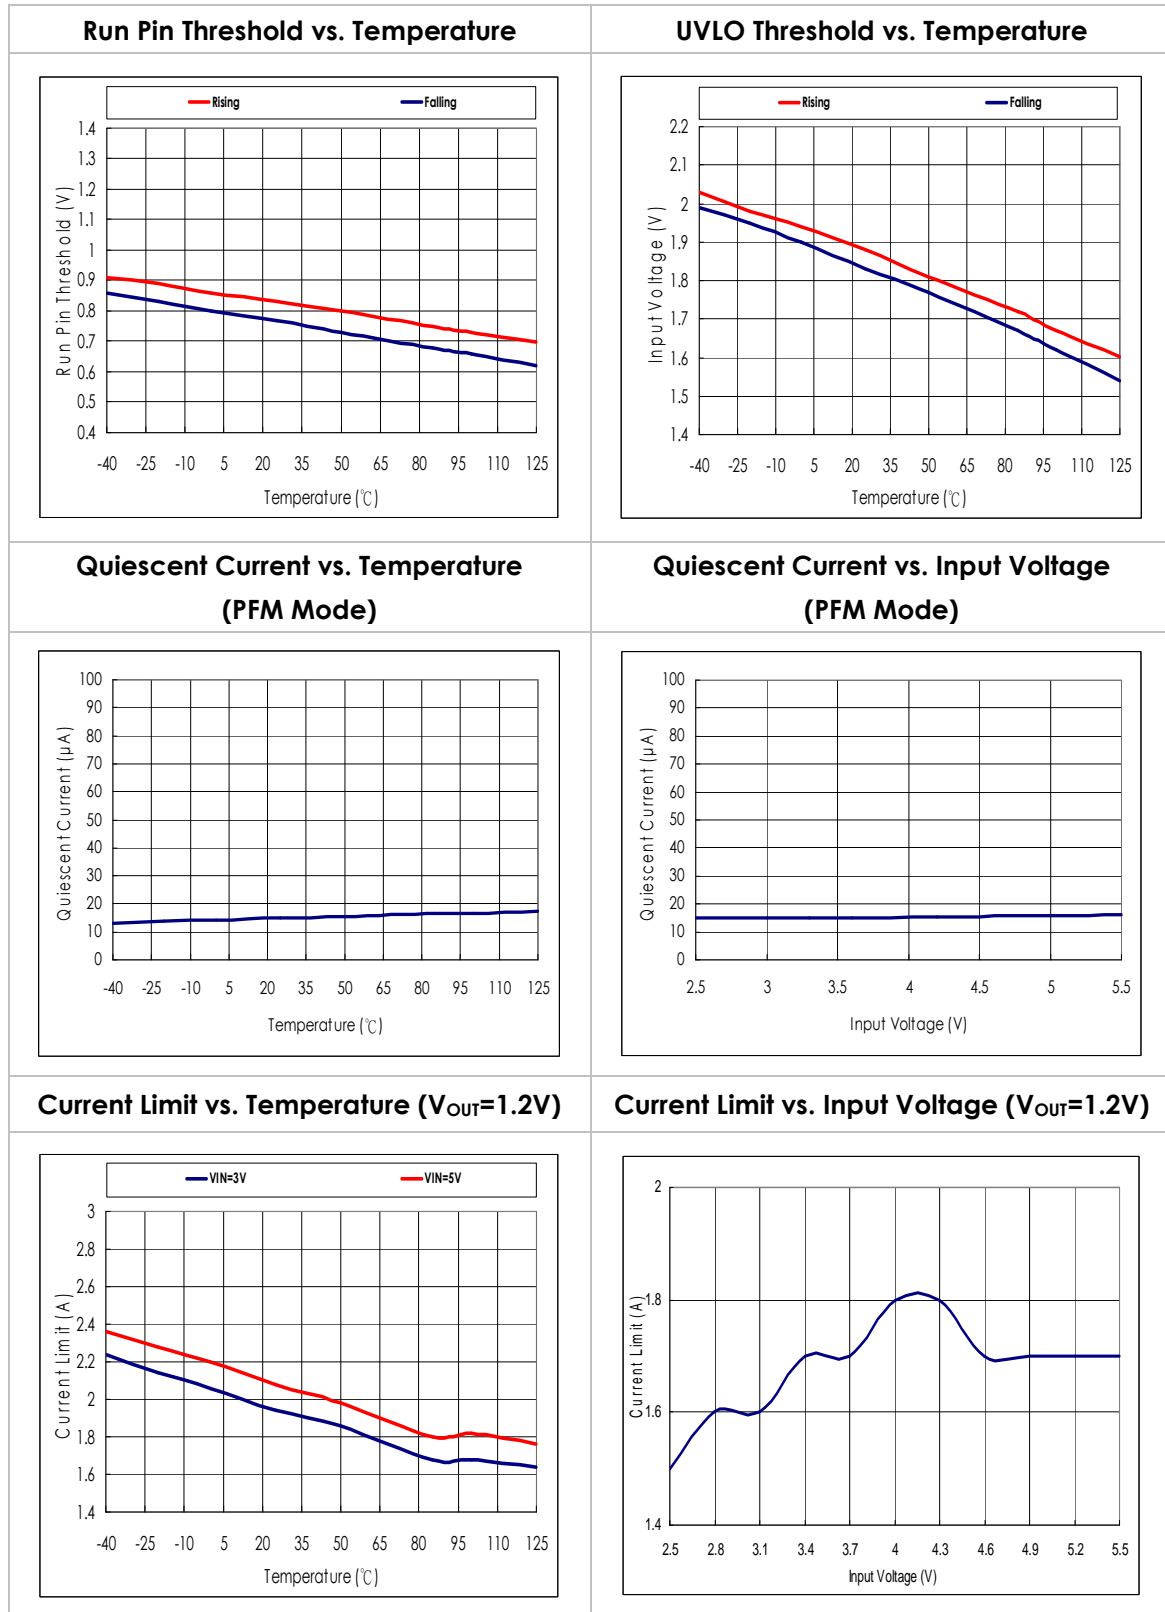 Run Pin Threshold vs. Temperature
UVLO Threshold vs. Temperature
Rising Falling
1.4
1.3
1.2
1.1
1
0.9
0.8
0.7
0.6
0.5
0.4
Run Pin Threshold (V)
-40 -25 -10 5 20 35 50 65 80 95 110 125
Temperature (℃)
Rising Falling
2.2
2.1
2
1.9
1.8
1.7
1.6
1.5
1.4
Input Voltage (V)
-40 -25 -10 5 20 35 50 65 80 95 110 125
Temperature (℃)
Quiescent Current vs. Temperature
(PFM Mode)
Quiescent Current vs. Input Voltage
(PFM Mode)
100
90
80
70
60
50
40
30
20
10
0
Quiescent Current (µA)
-40 -25 -10 5 20 35 50 65 80 95 110 125
Temperature (℃)
100
90
80
70
60
50
40
30
20
10
0
Quiescent Current (µA)
2.5 3 3.5 4 4.5 5 5.5
Input Voltage (V)
Current Limit vs. Temperature (VOUT=1.2V)
Current Limit vs. Input Voltage (VOUT=1.2V)
VIN=3V VIN=5V
3
2.8
2.6
2.4
2.2
2
1.8
1.6
1.4
Current Limit (A)
-40 -25 -10 5 20 35 50 65 80 95 110 125
Temperature (℃)
2
1.8
1.6
1.4
Current Limit (A)
2.5 2.8 3.1 3.4 3.7 4 4.3 4.6 4.9 5.2 5.5
Input Voltage (V)